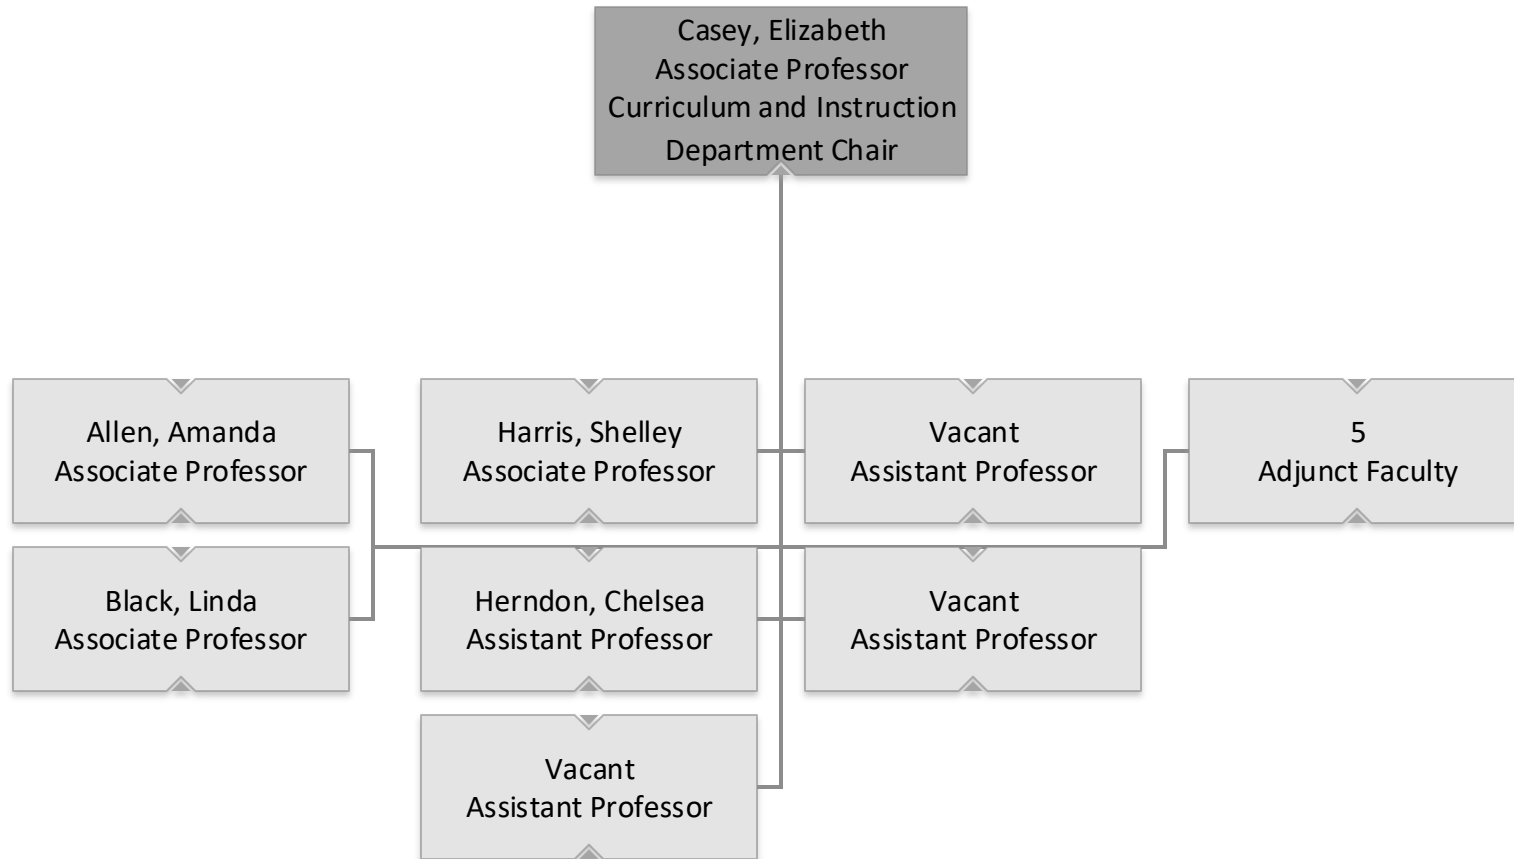 Casey, Elizabeth
Associate Professor
Curriculum and Instruction
Department Chair
Allen, Amanda
Associate Professor
Harris, Shelley
Associate Professor
Vacant
Assistant Professor
5
Adjunct Faculty
Black, Linda
Associate Professor
Herndon, Chelsea
Assistant Professor
Vacant
Assistant Professor
Vacant
Assistant Professor